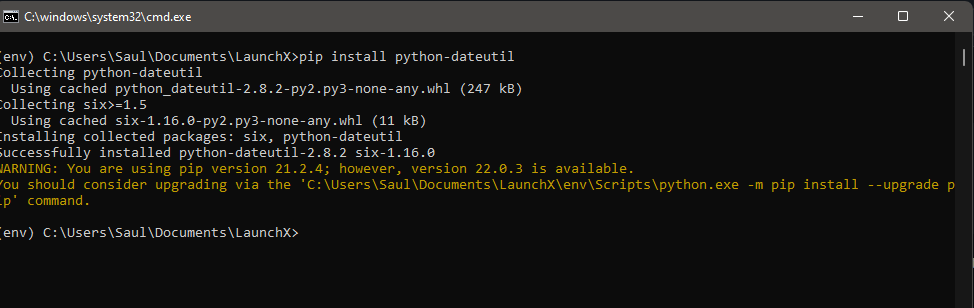 C:\windows\system32\cmd.exe
(env) C:\Users\Saul\Documents\LaunchX>pip install python-dateutil
Collecting python-dateutil
  Using cached python_dateutil-2.8.2-py2.py3-none-any.whl (247 kB)
Collecting six>=1.5
  Using cached six-1.16.0-py2.py3-none-any.whl (11 kB)
Installing collected packages: six, python-dateutil
Successfully installed python-dateutil-2.8.2 six-1.16.0
WARNING: You are using pip version 21.2.4; however, version 22.0.3 is available.
You should consider upgrading via the 'C:\Users\Saul\Documents\LaunchX\env\Scripts\python.exe -m pip install --upgrade p
ip' command.
(env) C:\Users\Saul\Documents\LaunchX>